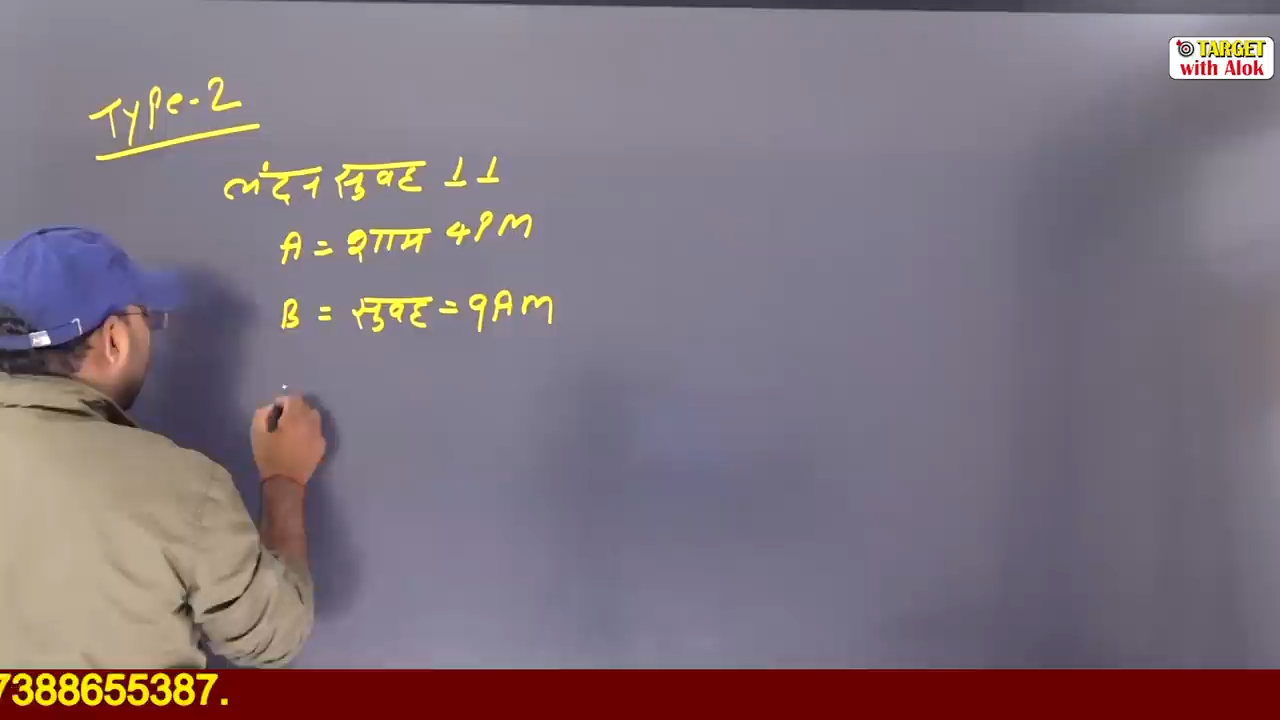 TARGET
with Alok
Type-2
लंदन सुबह 11
A = शाम 4PM
B = सुबह = 9AM
7388655387.